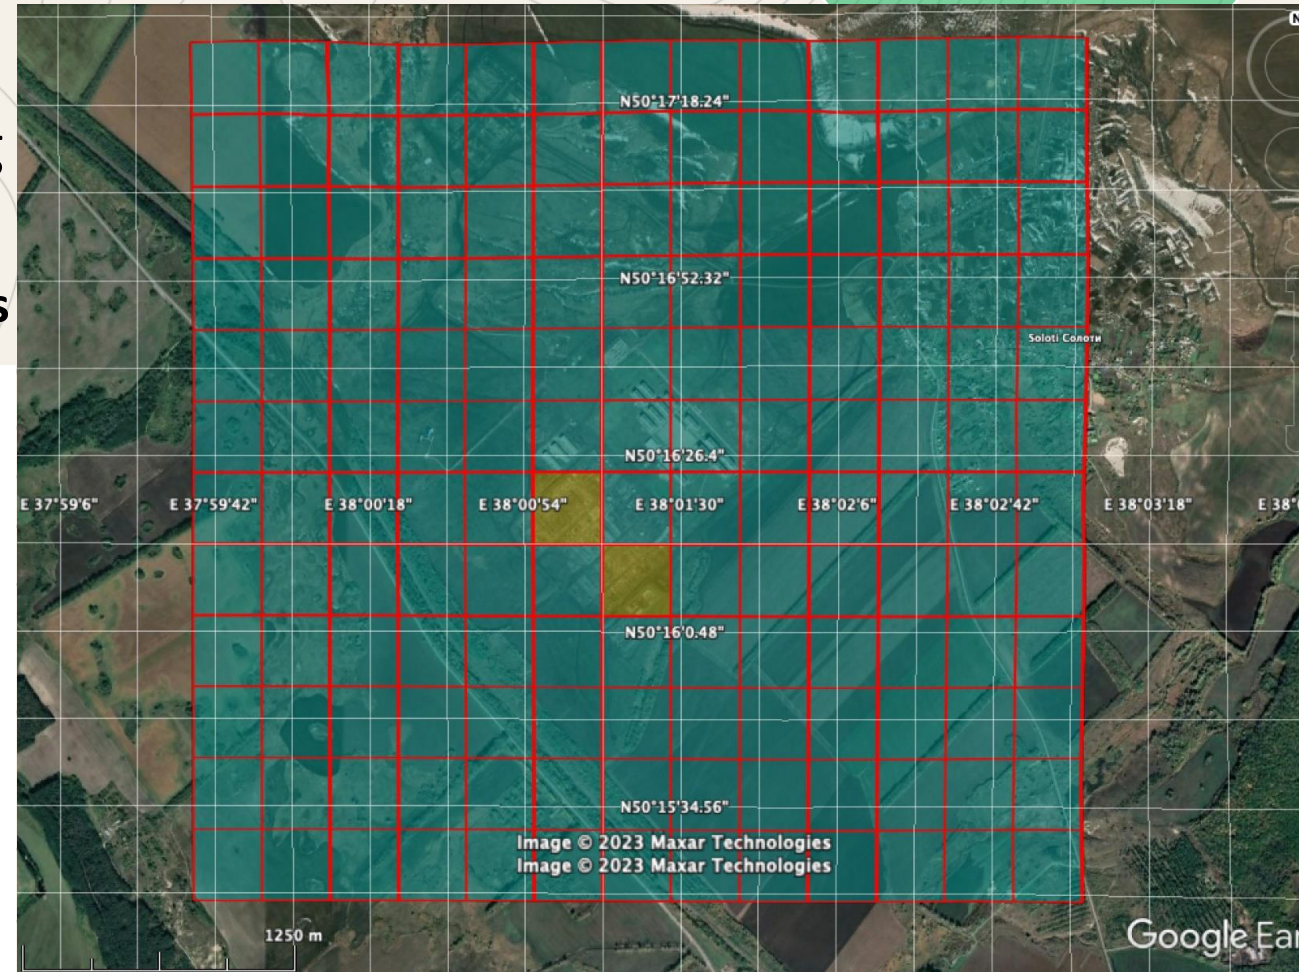 N50°17'18.24"
N50°16'52.32"
Soloti Солоти
N50°16'26.4"
E 37°59'6" E 37°59'42" E 38°00'18" E 38°00'54" E 38°01'30" E 38°02'6" E 38°02'42" E 38°03'18"
N50°16'0.48"
N50°15'34.56"
Image © 2023 Maxar Technologies
Image © 2023 Maxar Technologies
1250 m
Google Ear